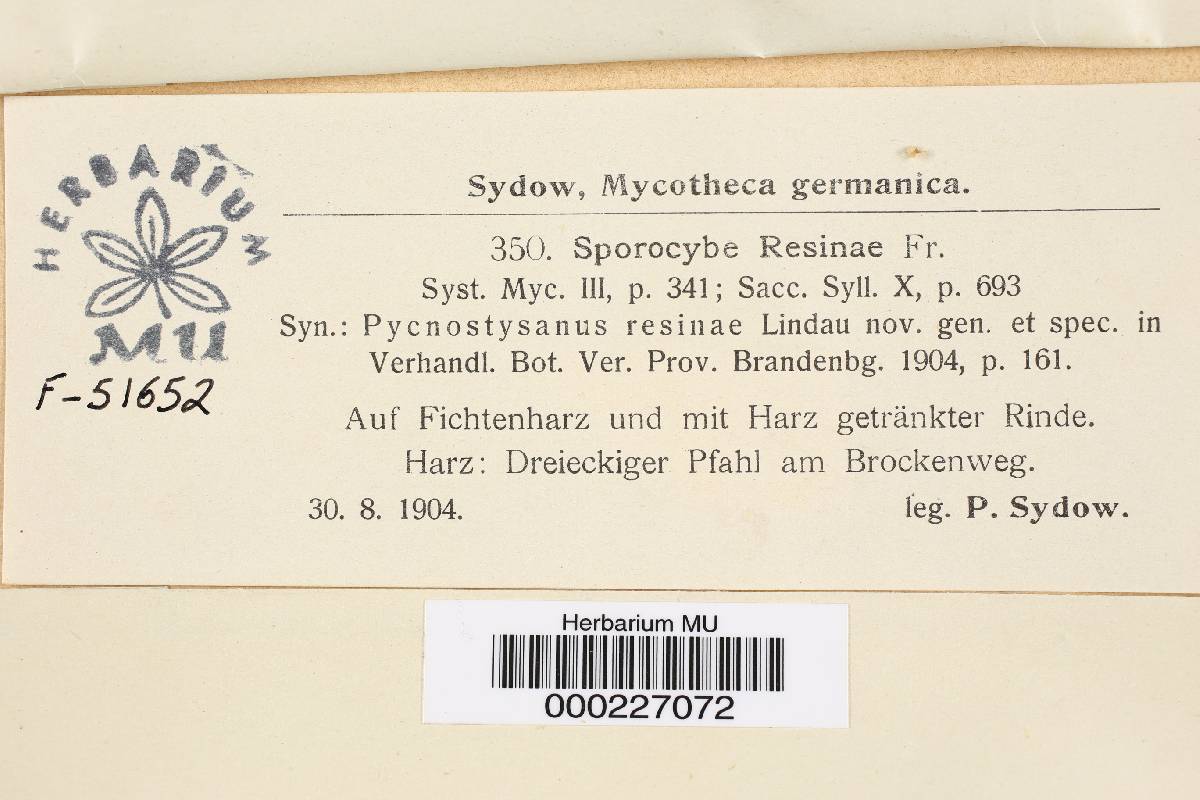 HERBARIUM
MU
F-51652
Sydow, Mycotheca germanica.
350. Sporocybe Resinae Fr.
Syst. Myc. III, p. 341; Sacc. Syll. X, p. 693
Syn.: Pycnostysanus resinae Lindau nov. gen. et spec. in
Verhandl. Bot. Ver. Prov. Brandenbg. 1904, p. 161.
Auf Fichtenharz und mit Harz getränkter Rinde.
Harz: Dreieckiger Pfahl am Brockenweg.
30. 8. 1904. leg. P. Sydow.
Herbarium MU
000227072